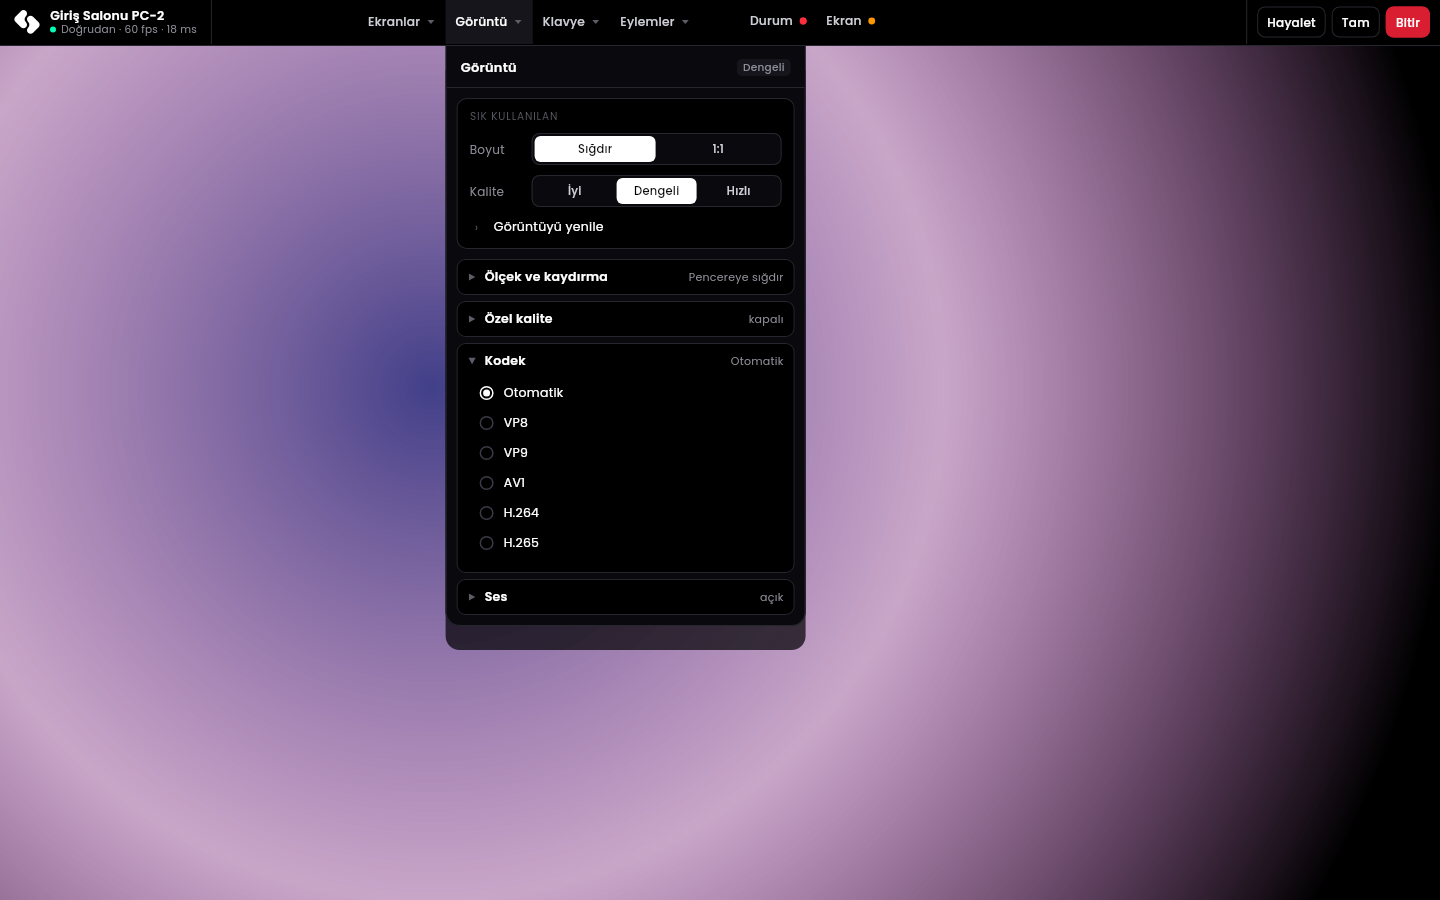 Giriş Salonu PC-2
Doğrudan · 60 fps · 18 ms
Ekranlar
Görüntü
Klavye
Eylemler
Durum
Ekran
Hayalet
Tam
Bitir
Görüntü
Dengeli
SIK KULLANILAN
Boyut
Sığdır
1:1
Kalite
İyi
Dengeli
Hızlı
Görüntüyü yenile
Ölçek ve kaydırma
Pencereye sığdır
Özel kalite
kapalı
Kodek
Otomatik
Otomatik
VP8
VP9
AV1
H.264
H.265
Ses
açık